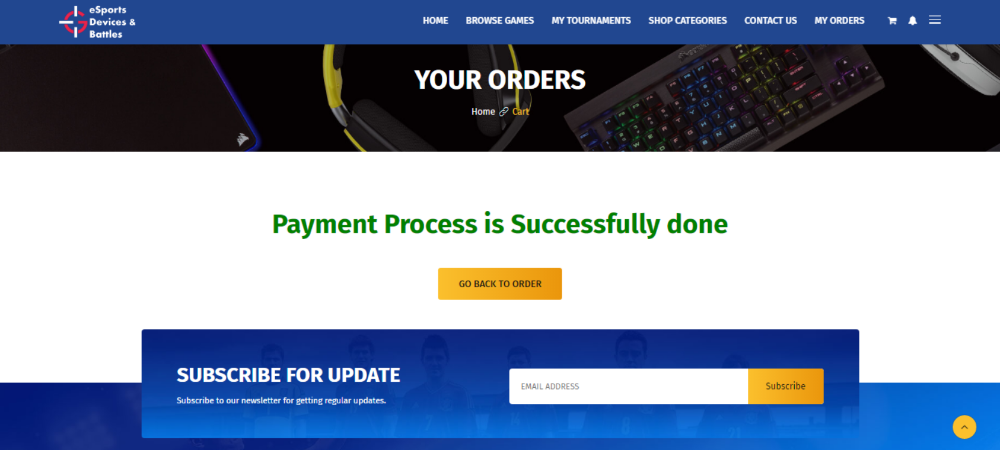 eSports
Devices &
Battles
HOME BROWSE GAMES MY TOURNAMENTS SHOP CATEGORIES CONTACT US MY ORDERS
YOUR ORDERS
Home Cart
Payment Process is Successfully done
GO BACK TO ORDER
SUBSCRIBE FOR UPDATE
Subscribe to our newsletter for getting regular updates.
EMAIL ADDRESS
Subscribe